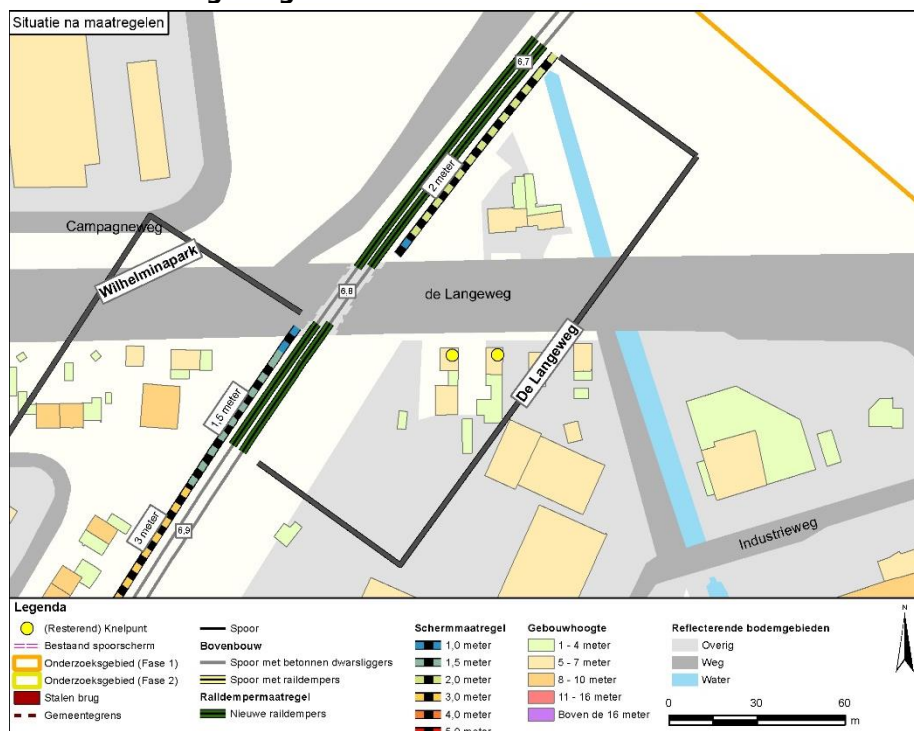 Situatie na maatregelen
6,7
2 meter
Campagneweg
Wilhelminapark
6,8
de Langeweg
De Langeweg
1,5 meter
3 meter
6,9
Industrieweg
Legenda
(Resterend) Knelpunt
Bestaand spoorscherm
Onderzoeksgebied (Fase 1)
Onderzoeksgebied (Fase 2)
Stalen brug
Gemeentegrens
Spoor
Bovenbouw
Spoor met betonnen dwarsliggers
Spoor met raildempers
Raildempermaatregel
Nieuwe raildempers
Schermmaatregel
1,0 meter
1,5 meter
2,0 meter
3,0 meter
4,0 meter
5,0 meter
Gebouwhoogte
1 - 4 meter
5 - 7 meter
8 - 10 meter
11 - 16 meter
Boven de 16 meter
Reflecterende bodemgebieden
Overig
Weg
Water
N
0 30 60
m